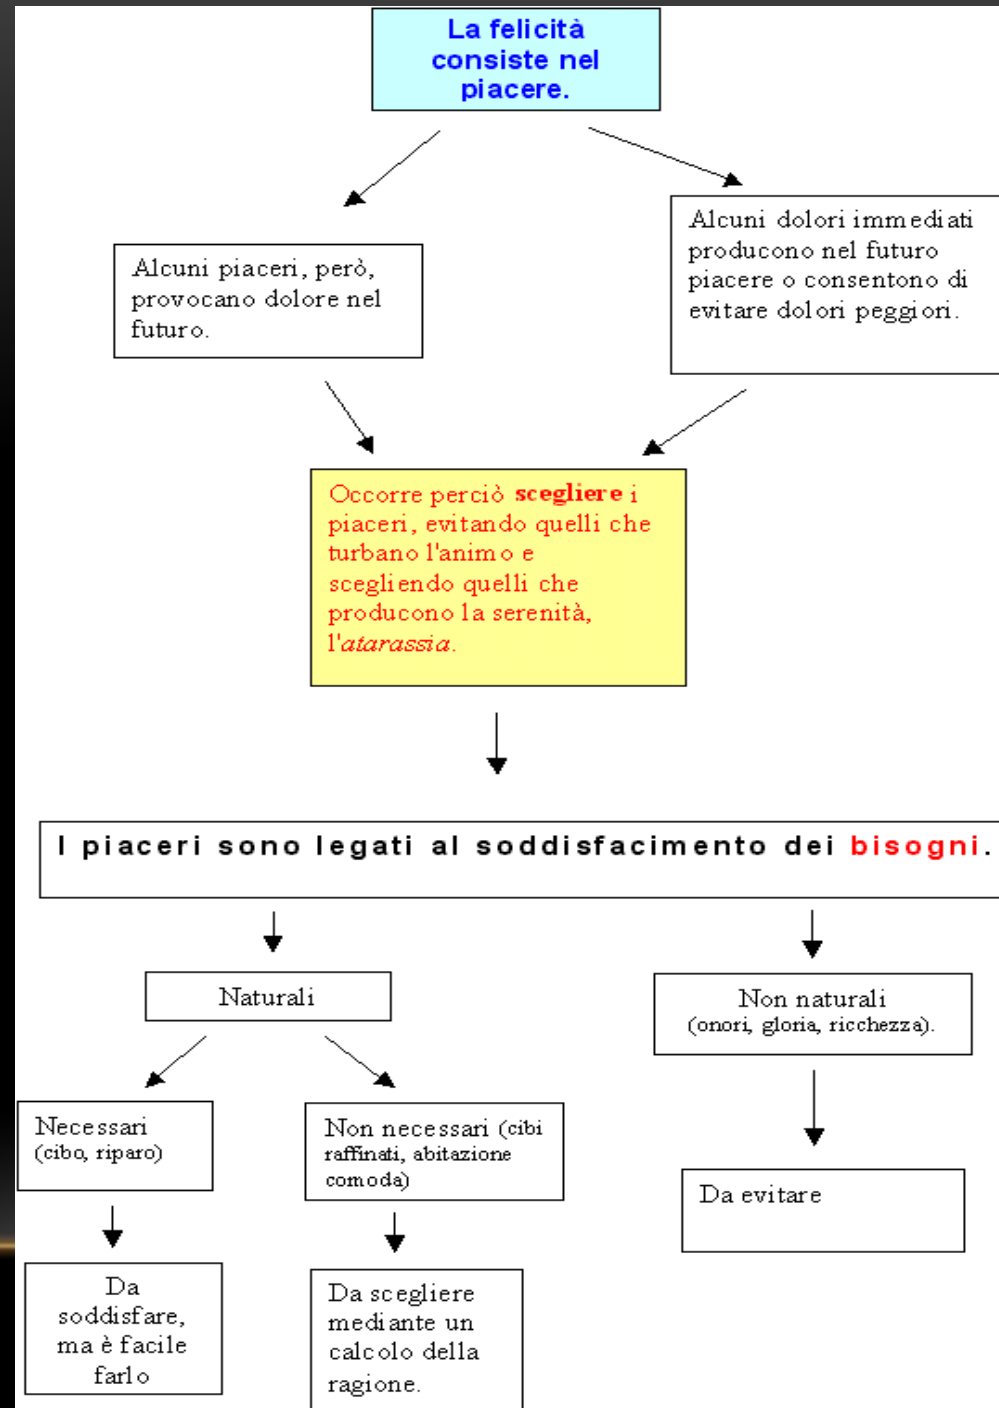 La felicità
consiste nel
piacere.
Alcuni piaceri, però,
provocano dolore nel
futuro.
Alcuni dolori immediati
producono nel futuro
piacere o consentono di
evitare dolori peggiori.
Occorre perciò scegliere i
piaceri, evitando quelli che
turbano l'animo e
scegliendo quelli che
producono la serenità,
l'atarassia.
I piaceri sono legati al soddisfacimento dei bisogni.
Naturali
Non naturali
(onori, gloria, ricchezza).
Necessari
(cibo, riparo)
Non necessari (cibi
raffinati, abitazione
comoda)
Da evitare
Da
soddisfare,
ma è facile
farlo
Da scegliere
mediante un
calcolo della
ragione.